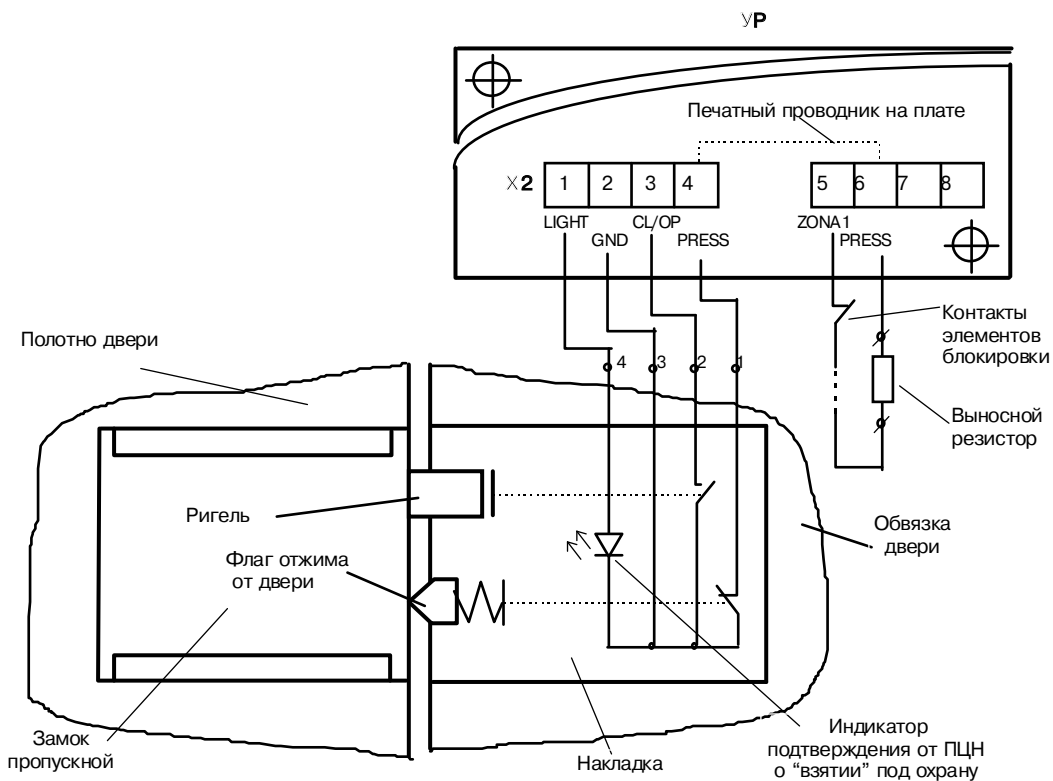 УР
Печатный проводник на плате
Х2
1 2 3 4
5 6 7 8
LIGHT
GND
CL/OP
PRESS
ZONA1
PRESS
Контакты
элементов
блокировки
Выносной
резистор
4 3 2 1
Полотно двери
Ригель
Флаг отжима
от двери
Обвязка
двери
Замок
пропускной
Накладка
Индикатор
подтверждения от ПЦН
о "взятии" под охрану